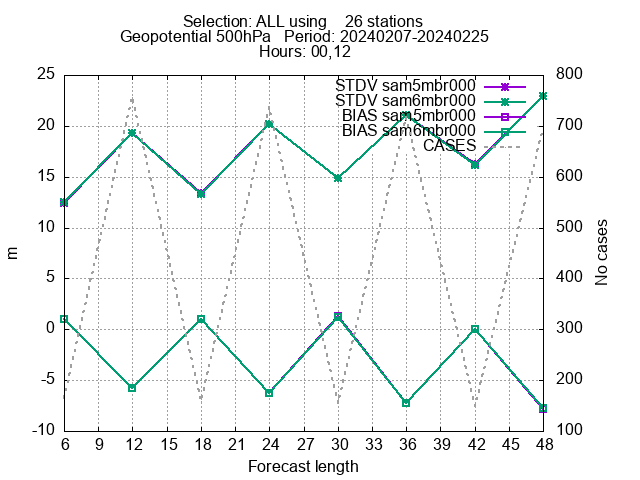 Selection: ALL using    26 stations
Geopotential 500hPa   Period: 20240207-20240225
Hours: 00,12
STDV sam5mbr000
STDV sam6mbr000
BIAS sam5mbr000
BIAS sam6mbr000
CASES
25
20
15
10
5
0
-5
-10
m
800
700
600
500
400
300
200
100
No cases
6 9 12 15 18 21 24 27 30 33 36 39 42 45 48
Forecast length